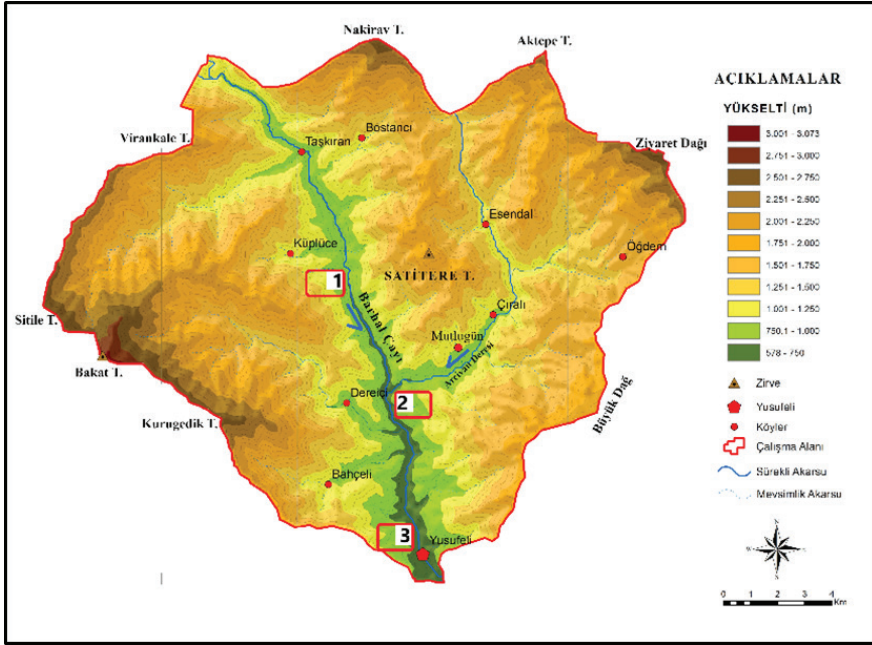 Nakirav T.
Aktepe T.
AÇIKLAMALAR
YÜKSELTİ (m)
3.001 - 3.073
2.751 - 3.000
2.501 - 2.750
2.251 - 2.500
2.001 - 2.250
1.751 - 2.000
1.501 - 1.750
1.251 - 1.500
1.001 - 1.250
750.1 - 1.000
578 - 750
Zirve
Yusufeli
Köyler
Çalışma Alanı
Sürekli Akarsu
Mevsimlik Akarsu
N
W
E
S
0 1 2 4
Km
Virankale T.
Bostancı
Taşkıran
Ziyaret Dağı
Esendal
Küplüce
Öğdem
SATİTERE T.
1
Barhal Çayı
Çıralı
Sitile T.
Mutlugün
Bakat T.
Dereiçi
2
Büyük Dağ
Kurugedik T.
Bahçeli
3
Yusufeli